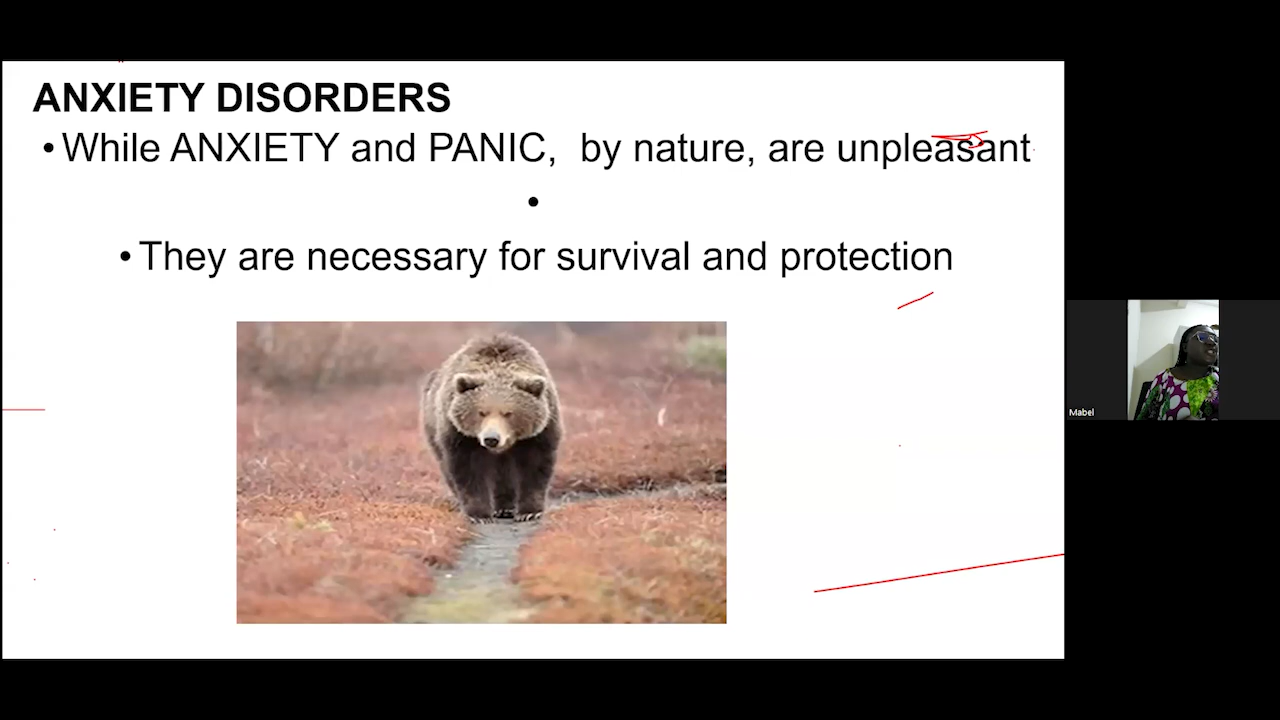 ANXIETY DISORDERS
• While ANXIETY and PANIC,  by nature, are unpleasant
•
• They are necessary for survival and protection
Mabel